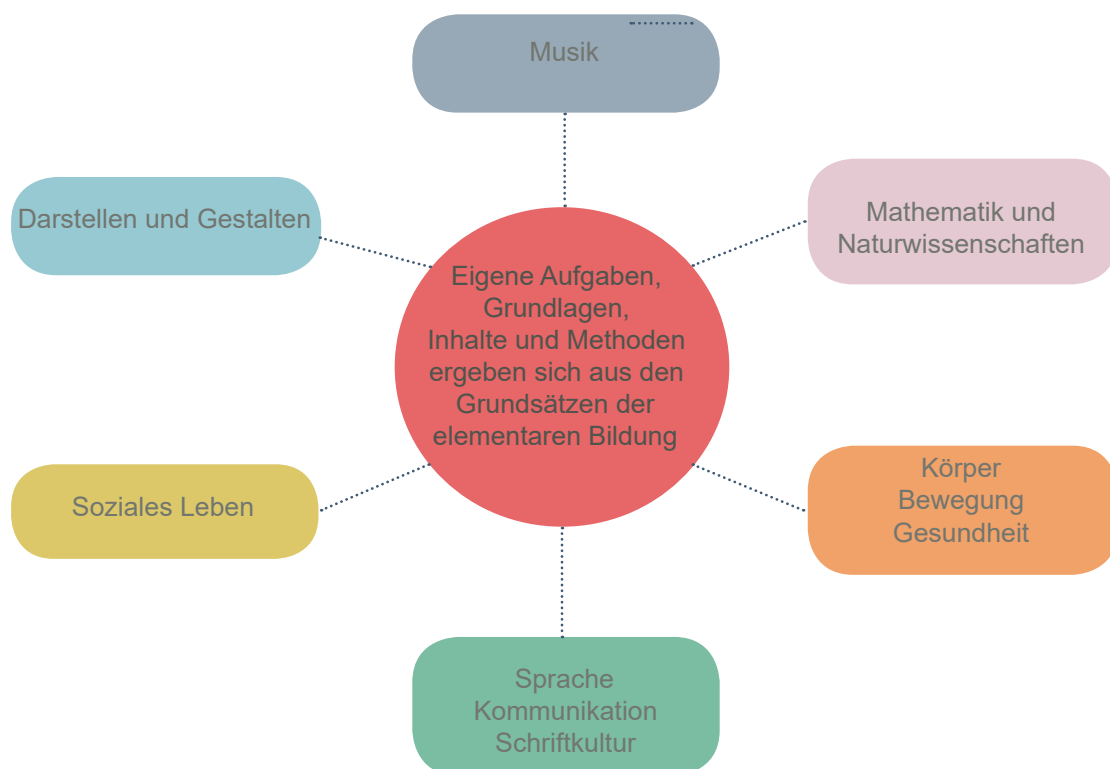 Musik
Darstellen und Gestalten
Mathematik und
Naturwissenschaften
Eigene Aufgaben,
Grundlagen,
Inhalte und Methoden
ergeben sich aus den
Grundsätzen der
elementaren Bildung
Soziales Leben
Körper
Bewegung
Gesundheit
Sprache
Kommunikation
Schriftkultur